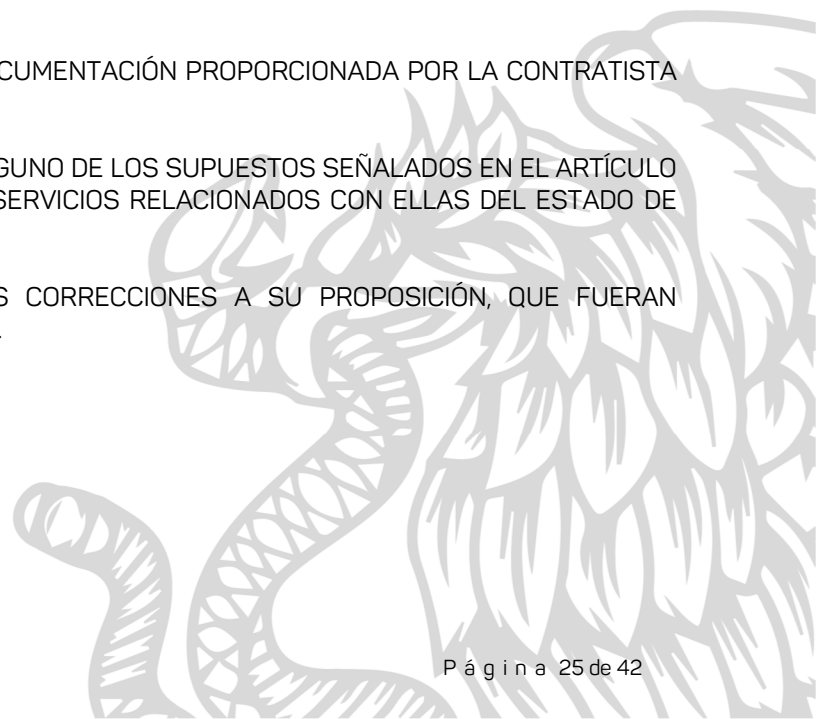 CUMENTACIÓN PROPORCIONADA POR LA CONTRATISTA
GUNO DE LOS SUPUESTOS SEÑALADOS EN EL ARTÍCULO
SERVICIOS RELACIONADOS CON ELLAS DEL ESTADO DE
S CORRECCIONES A SU PROPOSICIÓN, QUE FUERAN
.
P á g i n a 25 de 42